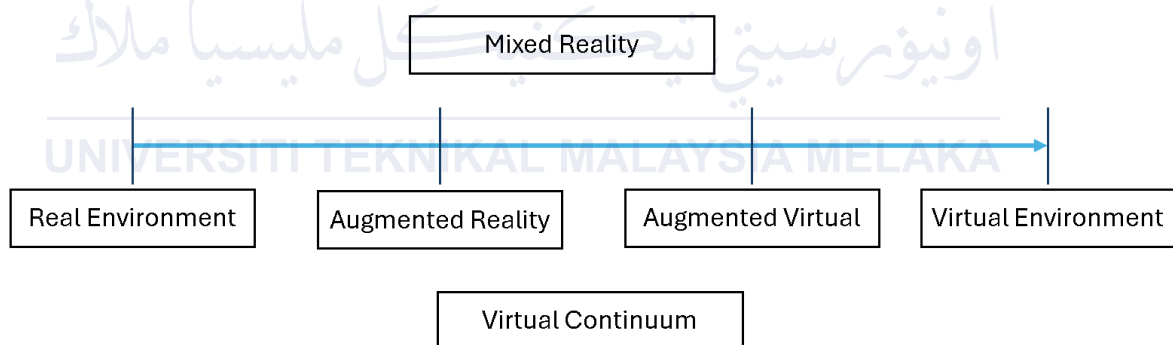 اونيۏرسيتي تيكنيكل مليسيا ملاك
Mixed Reality
UNIVERSITI TEKNIKAL MALAYSIA MELAKA
Real Environment
Augmented Reality
Augmented Virtual
Virtual Environment
Virtual Continuum